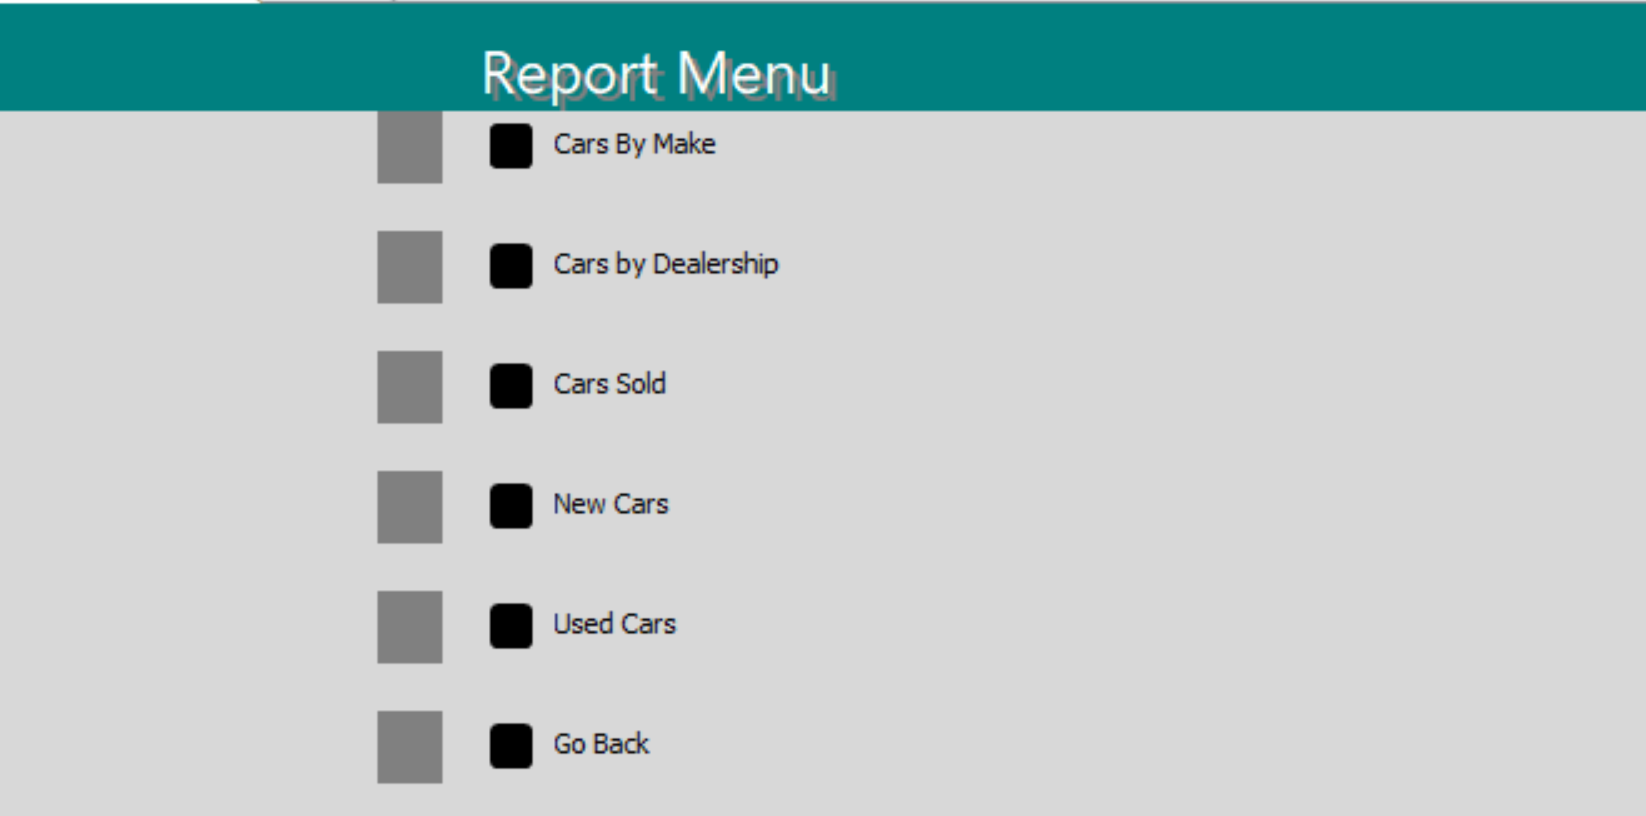 Report Menu
Cars By Make
Cars by Dealership
Cars Sold
New Cars
Used Cars
Go Back